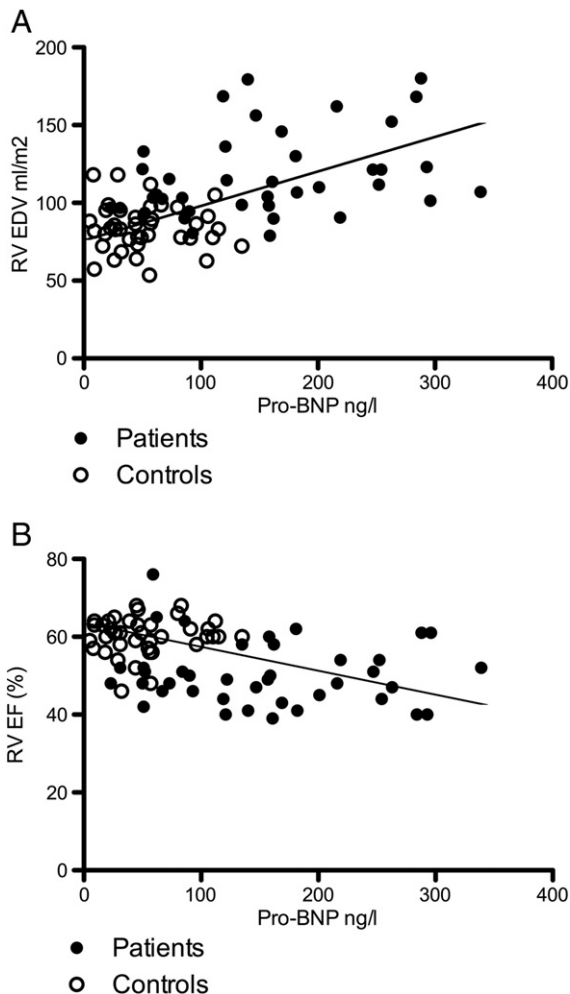 A
200
150
100
50
0
RV EDV ml/m2
0 100 200 300 400
Pro-BNP ng/l
Patients
Controls
B
80
60
40
20
0
RV EF (%)
0 100 200 300 400
Pro-BNP ng/l
Patients
Controls